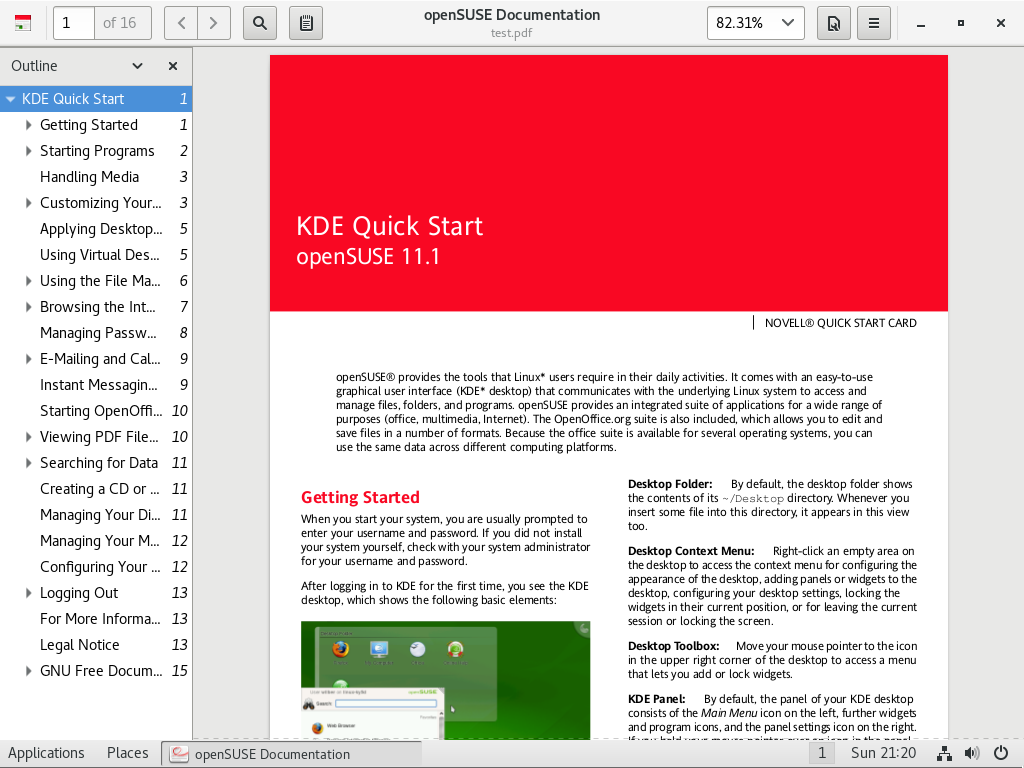 1
of 16
openSUSE Documentation
test.pdf
82.31%
Outline
KDE Quick Start 1
Getting Started 1
Starting Programs 2
Handling Media 3
Customizing Your... 3
Applying Desktop... 5
Using Virtual Des... 5
Using the File Ma... 6
Browsing the Int... 7
Managing Passw... 8
E-Mailing and Cal... 9
Instant Messagin... 9
Starting OpenOffi... 10
Viewing PDF File... 10
Searching for Data 11
Creating a CD or ... 11
Managing Your Di... 11
Managing Your M... 12
Configuring Your ... 12
Logging Out 13
For More Informa... 13
Legal Notice 13
GNU Free Docum... 15
KDE Quick Start
openSUSE 11.1
NOVELL® QUICK START CARD
openSUSE® provides the tools that Linux* users require in their daily activities. It comes with an easy-to-use
graphical user interface (KDE* desktop) that communicates with the underlying Linux system to access and
manage files, folders, and programs. openSUSE provides an integrated suite of applications for a wide range of
purposes (office, multimedia, Internet). The OpenOffice.org suite is also included, which allows you to edit and
save files in a number of formats. Because the office suite is available for several operating systems, you can
use the same data across different computing platforms.
Getting Started
When you start your system, you are usually prompted to
enter your username and password. If you did not install
your system yourself, check with your system administrator
for your username and password.
After logging in to KDE for the first time, you see the KDE
desktop, which shows the following basic elements:
openSUSE
Search:
Web Browser
Firefox
Desktop Folder: By default, the desktop folder shows
the contents of its ~/Desktop directory. Whenever you
insert some file into this directory, it appears in this view
too.
Desktop Context Menu: Right-click an empty area on
the desktop to access the context menu for configuring the
appearance of the desktop, adding panels or widgets to the
desktop, configuring your desktop settings, locking the
widgets in their current position, or for leaving the current
session or locking the screen.
Desktop Toolbox: Move your mouse pointer to the icon
in the upper right corner of the desktop to access a menu
that lets you add or lock widgets.
KDE Panel: By default, the panel of your KDE desktop
consists of the Main Menu icon on the left, further widgets
and program icons, and the panel settings icon on the right.
Applications
Places
openSUSE Documentation
1
Sun 21:20